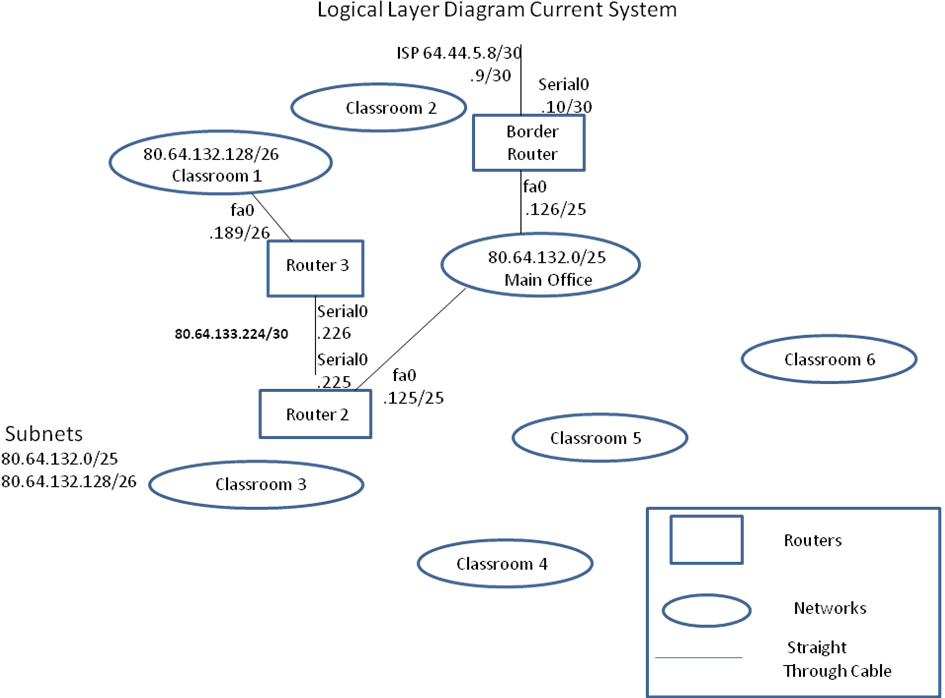 Logical Layer Diagram Current System
ISP 64.44.5.8/30
.9/30
Serial0
.10/30
Classroom 2
Border
Router
80.64.132.128/26
Classroom 1
fa0
.126/25
fa0
.189/26
Router 3
80.64.132.0/25
Main Office
Serial0
.226
80.64.133.224/30
Serial0
.225
fa0
.125/25
Router 2
Classroom 6
Classroom 5
Subnets
80.64.132.0/25
80.64.132.128/26
Classroom 3
Classroom 4
Routers
Networks
Straight
Through Cable